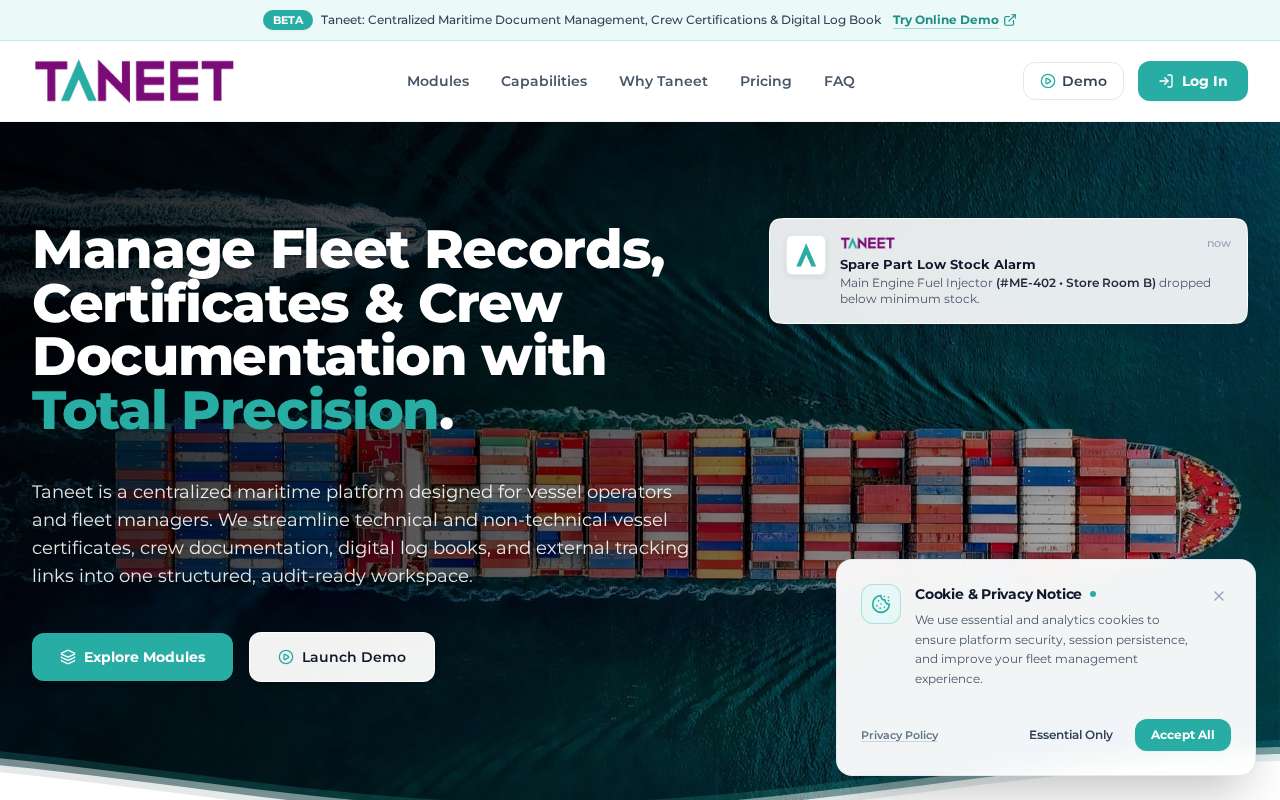 BETA Taneet: Centralized Maritime Document Management, Crew Certifications & Digital Log Book Try Online Demo
TANEET
Modules Capabilities Why Taneet Pricing FAQ
Demo Log In
Manage Fleet Records,
Certificates & Crew
Documentation with
Total Precision.
Taneet is a centralized maritime platform designed for vessel operators
and fleet managers. We streamline technical and non-technical vessel
certificates, crew documentation, digital log books, and external tracking
links into one structured, audit-ready workspace.
Explore Modules Launch Demo
TANEET now
Spare Part Low Stock Alarm
Main Engine Fuel Injector (#ME-402 • Store Room B) dropped
below minimum stock.
Cookie & Privacy Notice
We use essential and analytics cookies to
ensure platform security, session persistence,
and improve your fleet management
experience.
Privacy Policy Essential Only Accept All